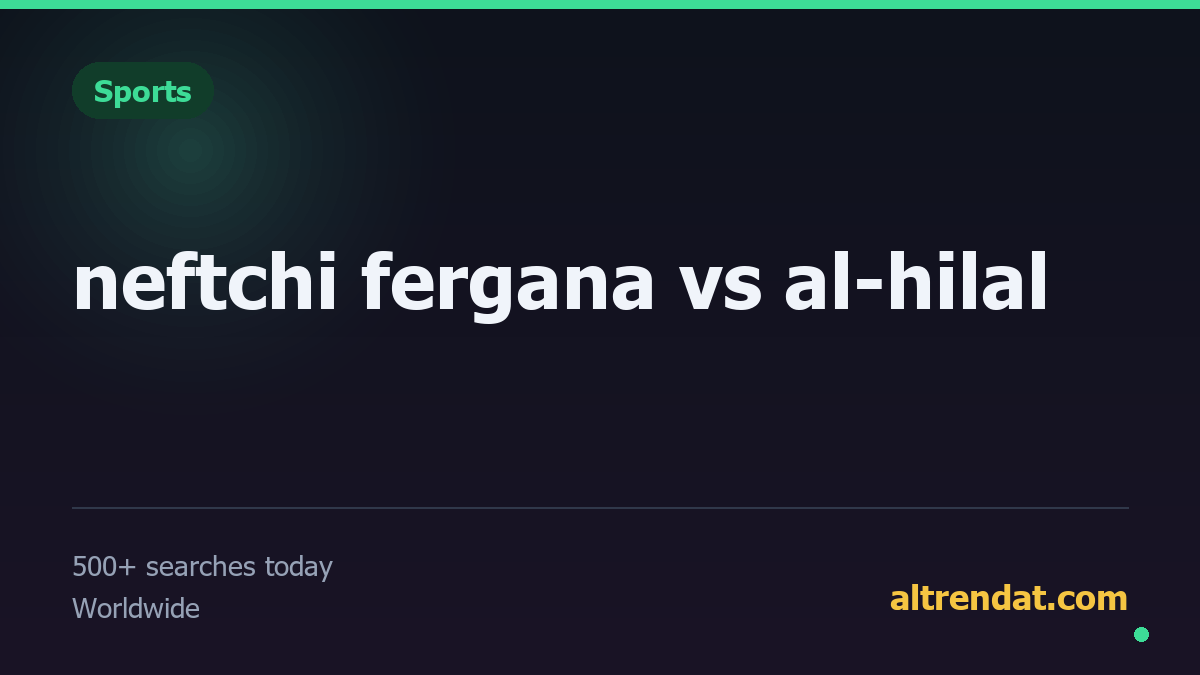 Sports
neftchi fergana vs al-hilal
500+ searches today
Worldwide
altrendat.com